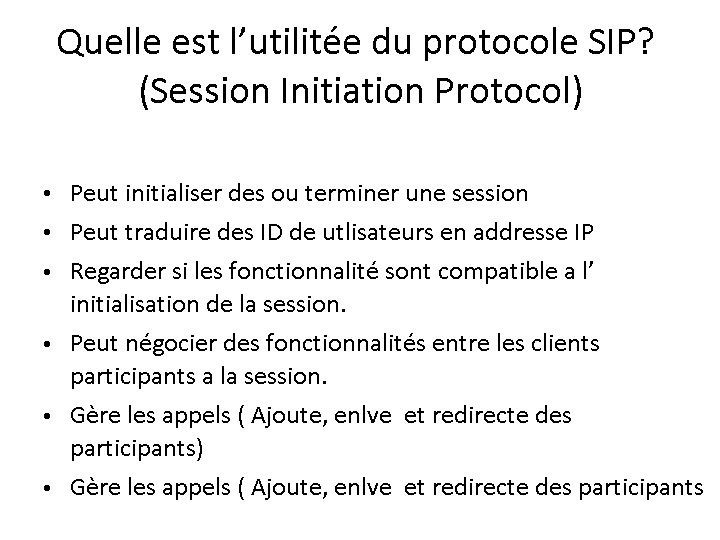 Quelle est l’utilitée du protocole SIP?
(Session Initiation Protocol)
• Peut initialiser des ou terminer une session
• Peut traduire des ID de utlisateurs en addresse IP
• Regarder si les fonctionnalité sont compatible a l’
initialisation de la session.
• Peut négocier des fonctionnalités entre les clients
participants a la session.
• Gère les appels ( Ajoute, enlve et redirecte des
participants)
• Gère les appels ( Ajoute, enlve et redirecte des participants